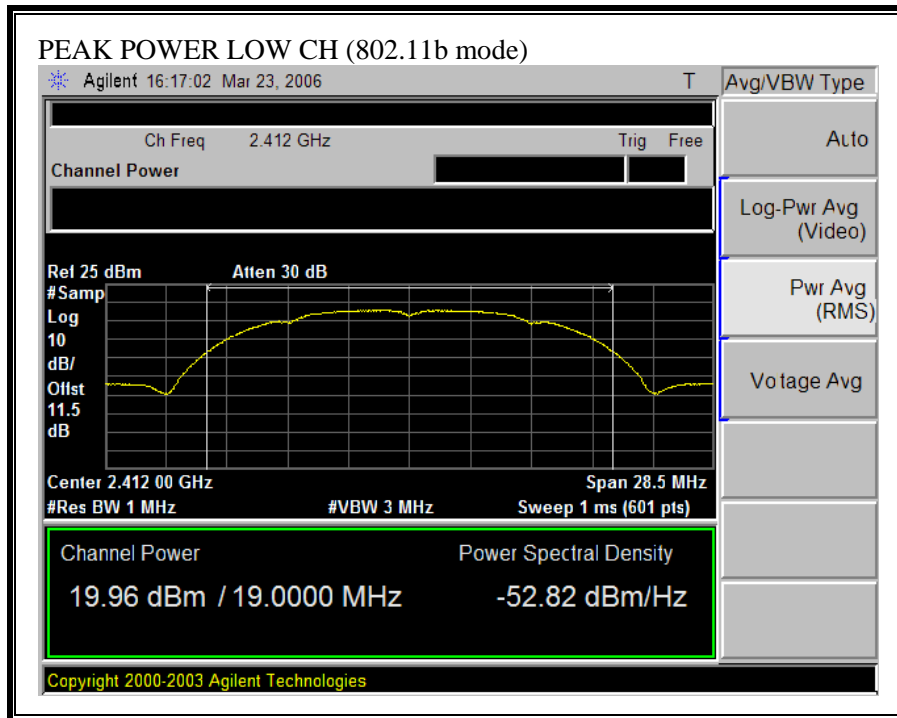 PEAK POWER LOW CH (802.11b mode)
Agilent 16:17:02 Mar 23, 2006 T
Avg/VBW Type
Ch Freq 2.412 GHz Trig Free
Channel Power
Auto
Log-Pwr Avg
(Video)
Pwr Avg
(RMS)
Vo tage Avg
Ref 25 dBm Atten 30 dB
#Samp
Log
10
dB/
Offst
11.5
dB
Center 2.412 00 GHz Span 28.5 MHz
#Res BW 1 MHz #VBW 3 MHz Sweep 1 ms (601 pts)
Channel Power Power Spectral Density
19.96 dBm / 19.0000 MHz -52.82 dBm/Hz
Copyright 2000-2003 Agilent Technologies